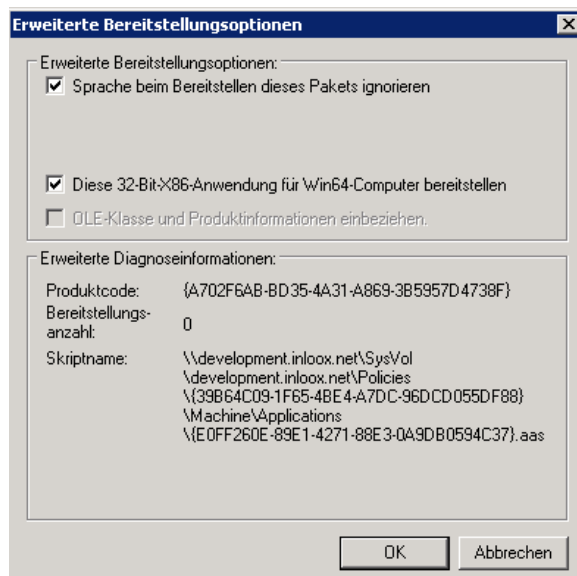 Erweiterte Bereitstellungsoptionen
Erweiterte Bereitstellungsoptionen:
Sprache beim Bereitstellen dieses Pakets ignorieren
Diese 32-Bit-X86-Anwendung für Win64-Computer bereitstellen
OLE-Klasse und Produktinformationen einbeziehen.
Erweiterte Diagnoseinformationen:
Produktcode: {A702F6AB-BD35-4A31-A869-3B5957D4738F}
Bereitstellungs-
anzahl: 0
Skriptname: \\development.inloox.net\SysVol
\development.inloox.net\Policies
\{39B64C09-1F65-4BE4-A7DC-96DCD055DF88}
\Machine\Applications
\{E0FF260E-89E1-4271-88E3-0A9DB0594C37}.aas
OK Abbrechen